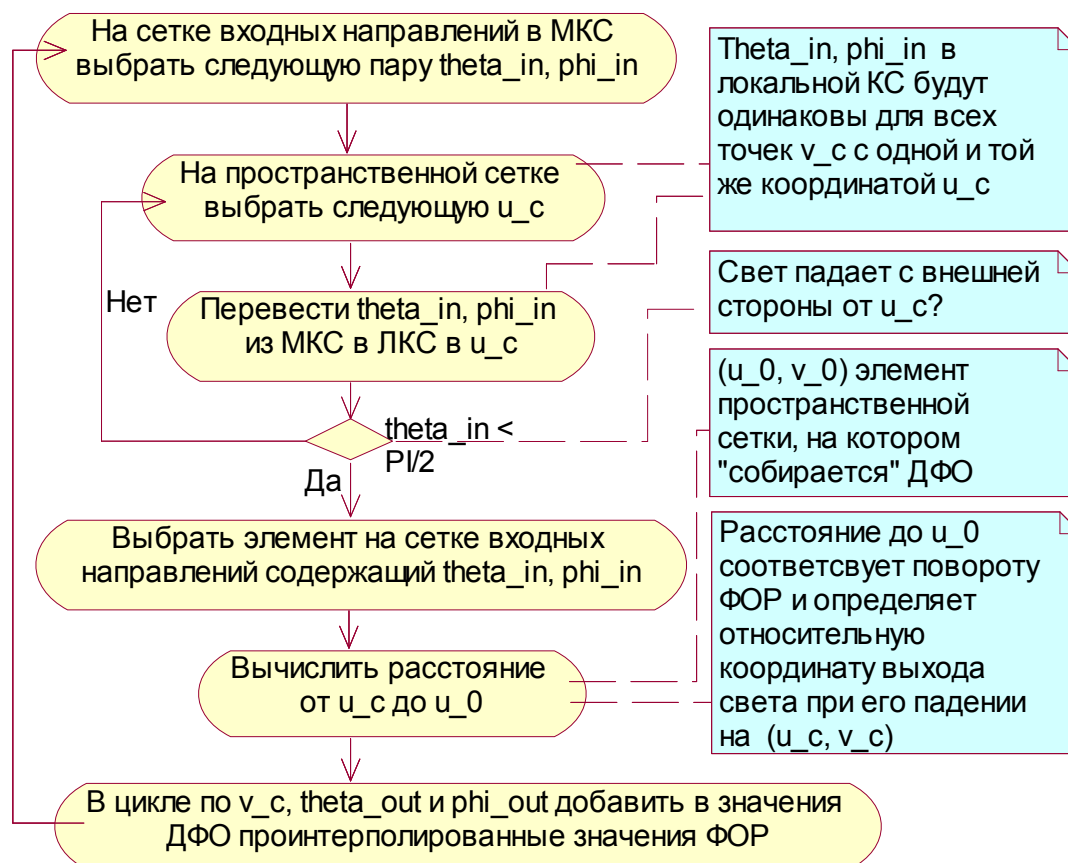 На сетке входных направлений в МКС
выбрать следующую пару theta_in, phi_in
На пространственной сетке
выбрать следующую u_c
Нет
Перевести theta_in, phi_in
из МКС в ЛКС в u_c
theta_in <
PI/2
Да
Выбрать элемент на сетке входных
направлений содержащий theta_in, phi_in
Вычислить расстояние
от u_c до u_0
В цикле по v_c, theta_out и phi_out добавить в значения
ДФО проинтерполированные значения ФОР
Theta_in, phi_in в
локальной КС будут
одинаковы для всех
точек v_c с одной и той
же координатой u_c
Свет падает с внешней
стороны от u_c?
(u_0, v_0) элемент
пространственной
сетки, на котором
"собирается" ДФО
Расстояние до u_0
соответсвует повороту
ФОР и определяет
относительную
координату выхода
света при его падении
на (u_c, v_c)